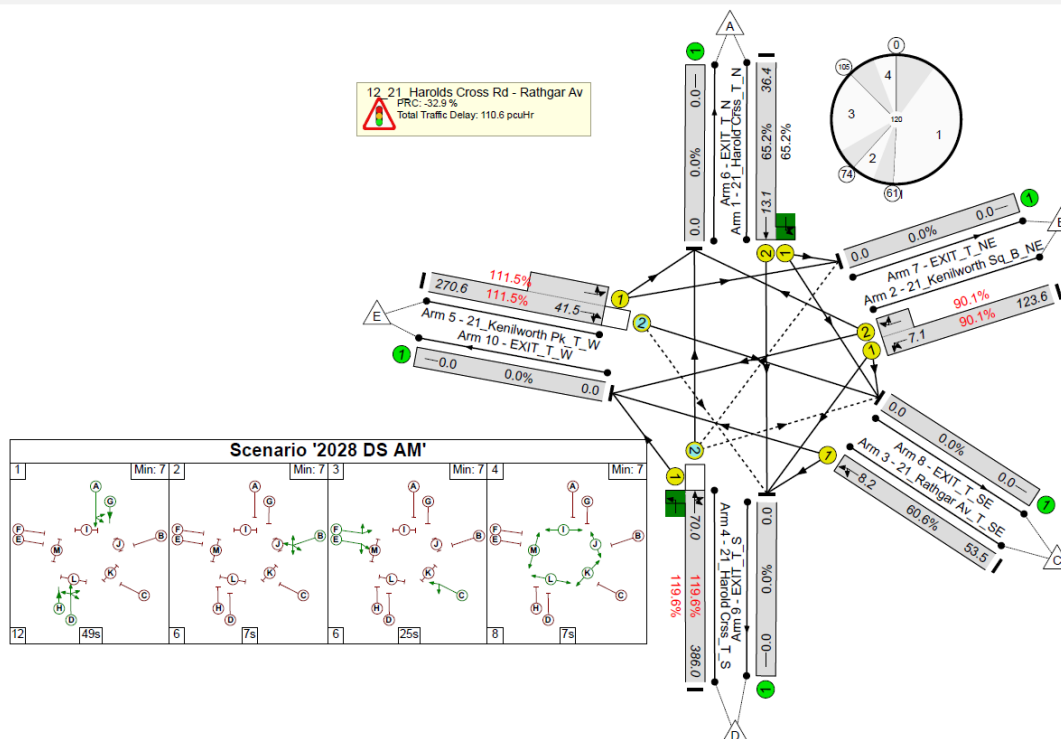 A
12_21_Harolds Cross Rd - Rathgar Av
PRC: -32.9 %
Total Traffic Delay: 110.6 pcuHr
1
0.0
0.0%
0.0
Arm 6 - EXIT_T_N
Arm 1 - 21_Harold Crss_T_N
36.4
65.2%
65.2%
13.1
2
1
0
105
4
3
120
1
2
74
61
1
0.0
0.0%
0.0
Arm 7 - EXIT_T_NE
Arm 2 - 21_Kenilworth Sq_B_NE
90.1%
90.1%
123.6
7.1
2
1
111.5%
111.5%
270.6
41.5
1
2
E
Arm 5 - 21_Kenilworth Pk_T_W
Arm 10 - EXIT_T_W
1
0.0
0.0%
0.0
0.0
0.0%
0.0
Arm 8 - EXIT_T_SE
Arm 3 - 21_Rathgar Av_T_SE
1
1
8.2
60.6%
53.5
C
2
1
70.0
119.6%
119.6%
386.0
Arm 4 - 21_Harold Crss_T_S
Arm 9 - EXIT_T_S
0.0
0.0%
0.0
1
D
Scenario '2028 DS AM'
1 Min: 7 2 Min: 7 3 Min: 7 4 Min: 7
A G F E I J B M K L C H D
A G F E I J B M K L C H D
A G F E I J B M K L C H D
A G F E I J B M K L C H D
12 49s 6 7s 6 25s 8 7s